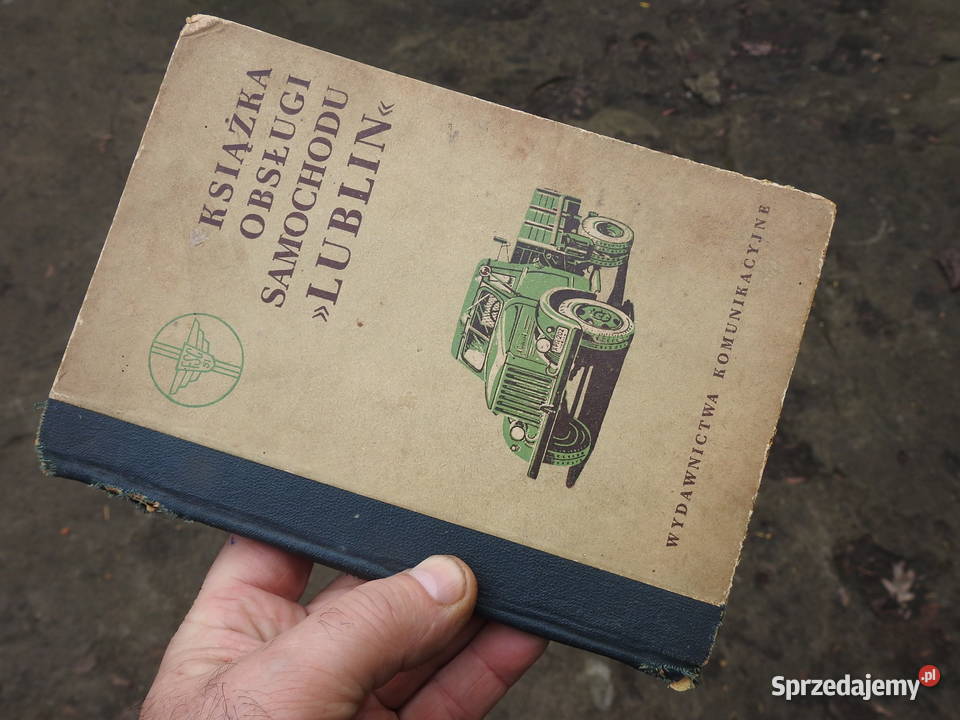 KSIĄŻKA
OBSŁUGI
SAMOCHODU
»LUBLIN«
WYDAWNICTWA KOMUNIKACYJNE
Sprzedajemy.pl